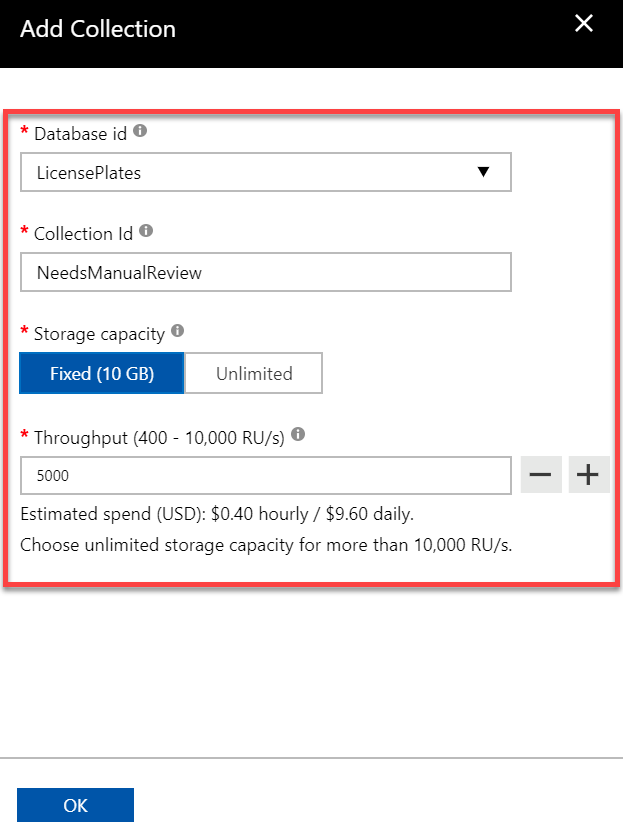 Add Collection
* Database id
LicensePlates
* Collection Id
NeedsManualReview
* Storage capacity
Fixed (10 GB) Unlimited
* Throughput (400 - 10,000 RU/s)
5000
Estimated spend (USD): $0.40 hourly / $9.60 daily.
Choose unlimited storage capacity for more than 10,000 RU/s.
OK